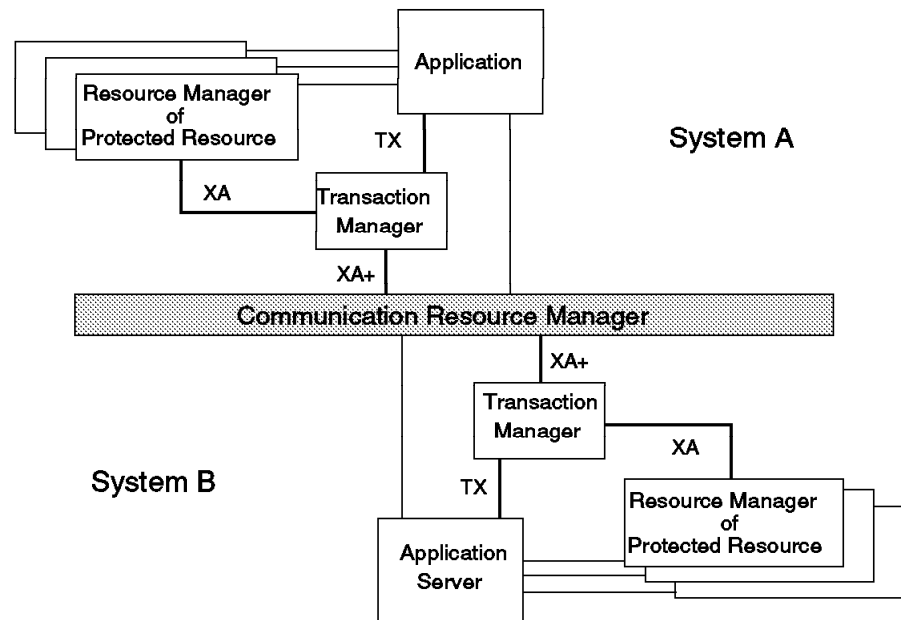 Application
Resource Manager
of
Protected Resource
TX
System A
XA
Transaction
Manager
XA+
Communication Resource Manager
XA+
Transaction
Manager
XA
System B
TX
Resource Manager
of
Protected Resource
Application
Server